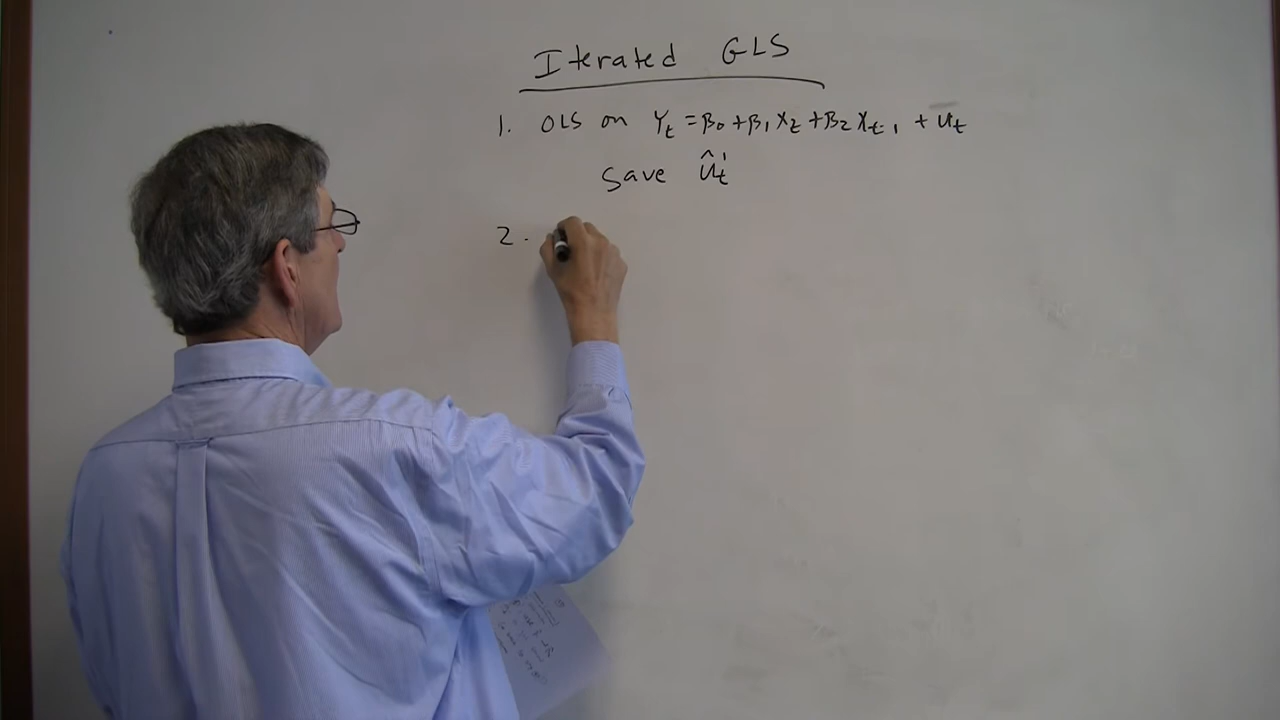 Iterated GLS
1. OLS on Yₜ = β₀ + β₁ Xₜ + β₂ Xₜ₋₁ + uₜ
Save ûₜ'
2.